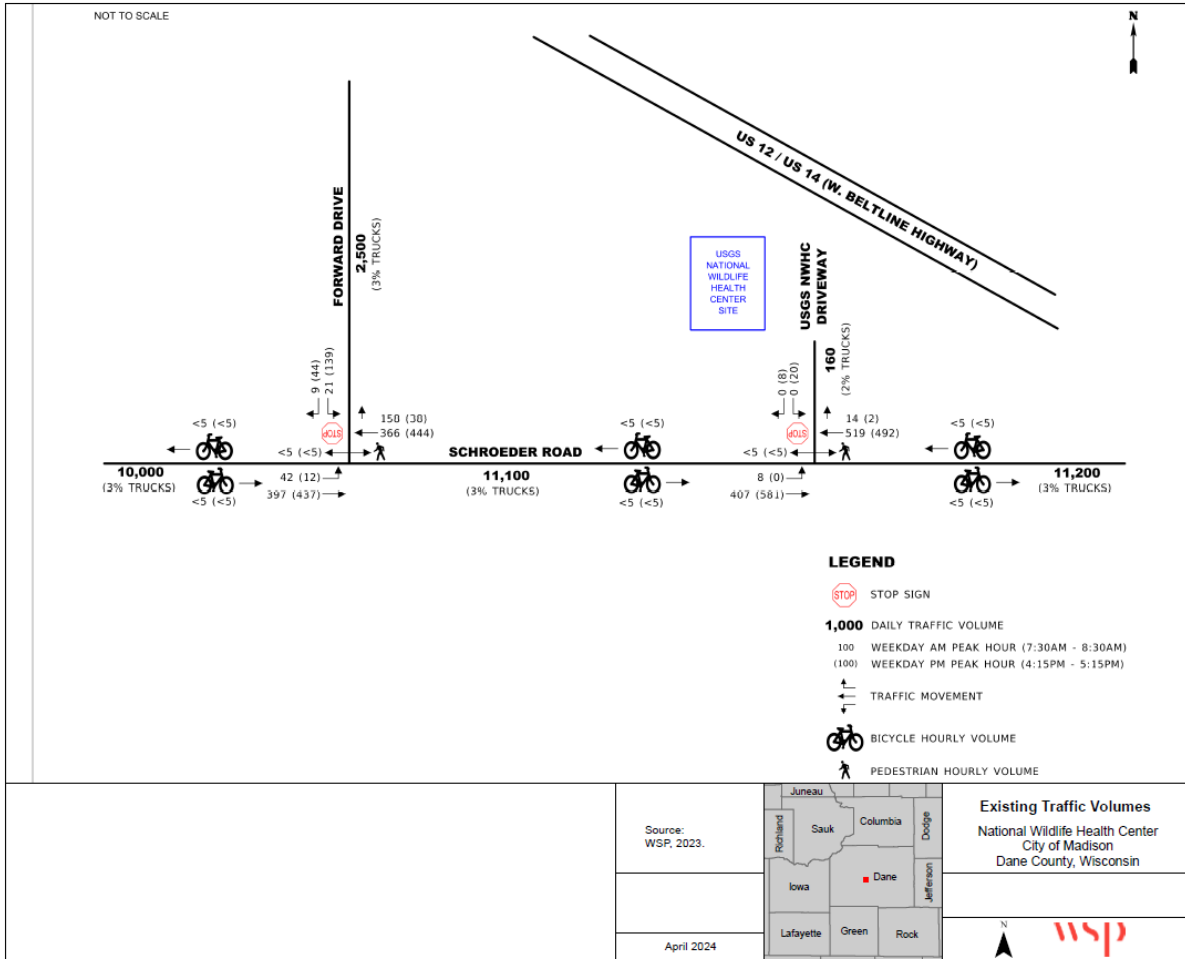 NOT TO SCALE
N
US 12 / US 14 (W. BELTLINE HIGHWAY)
FORWARD DRIVE
2,500
(3% TRUCKS)
USGS
NATIONAL
WILDLIFE
HEALTH
CENTER
SITE
USGS NWHC
DRIVEWAY
160
(2% TRUCKS)
9 (44)
21 (139)
0 (8)
0 (20)
<5 (<5)
STOP
158 (38)
366 (444)
<5 (<5)
<5 (<5)
STOP
14 (2)
519 (492)
<5 (<5)
<5 (<5)
SCHROEDER ROAD
10,000
(3% TRUCKS)
<5 (<5)
42 (12)
397 (437)
11,100
(3% TRUCKS)
<5 (<5)
8 (0)
407 (581)
<5 (<5)
11,200
(3% TRUCKS)
LEGEND
STOP STOP SIGN
1,000 DAILY TRAFFIC VOLUME
100 WEEKDAY AM PEAK HOUR (7:30AM - 8:30AM)
(100) WEEKDAY PM PEAK HOUR (4:15PM - 5:15PM)
TRAFFIC MOVEMENT
BICYCLE HOURLY VOLUME
PEDESTRIAN HOURLY VOLUME
Source:
WSP, 2023.
April 2024
Juneau
Richland
Sauk
Columbia
Dodge
Iowa
Dane
Jefferson
Lafayette
Green
Rock
Existing Traffic Volumes
National Wildlife Health Center
City of Madison
Dane County, Wisconsin
N
wsp